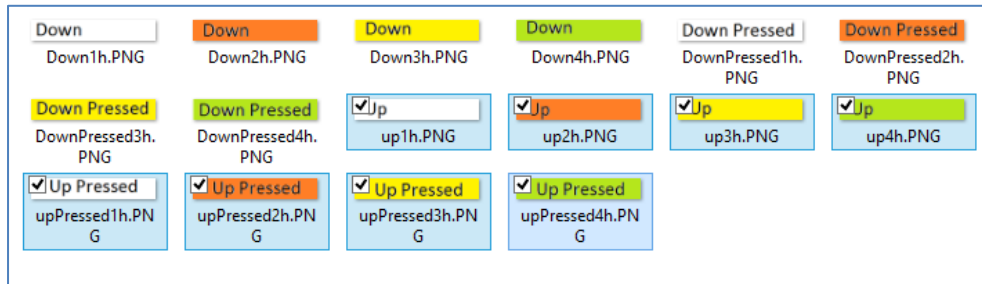 Down Down Down Down Down Pressed Down Pressed
Down1h.PNG Down2h.PNG Down3h.PNG Down4h.PNG DownPressed1h. DownPressed2h.
PNG PNG
Down Pressed Down Pressed Up Up Up Up
DownPressed3h. DownPressed4h. up1h.PNG up2h.PNG up3h.PNG up4h.PNG
PNG PNG
Up Pressed Up Pressed Up Pressed Up Pressed
upPressed1h.PN upPressed2h.PN upPressed3h.PN upPressed4h.PN
G G G G